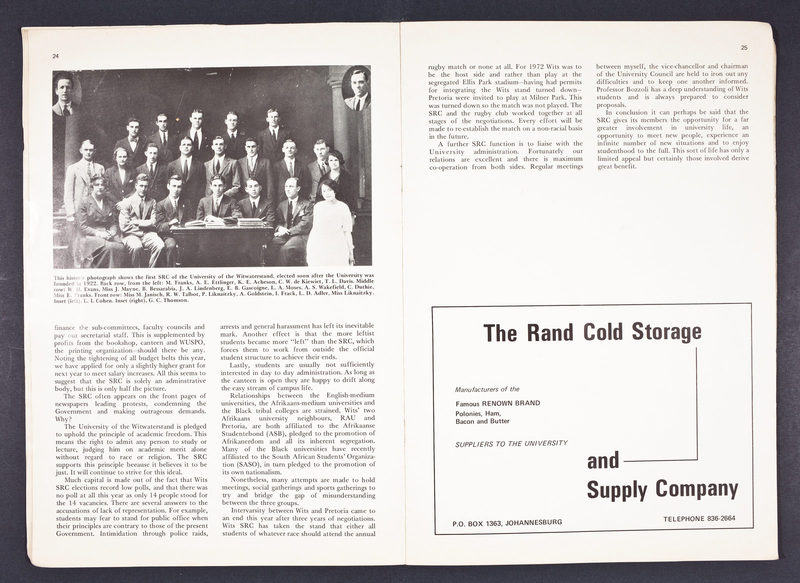 24
This historic photograph shows the first SRC of the University of the Witwatersrand, elected soon after the University was
founded in 1922. Back row, from the left: M. Franks, A. E. Ettlinger, K. E. Acheson, C. W. de Kiewiet, T. L. Davis. Middle
row: W. H. Evans, Miss J. Mayne, B. Bessarabia, J. A. Lindenberg, E. B. Gascoigne, L. A. Moses, A. S. Wakefield, C. Duthie,
Miss E. Franks. Front row: Miss M. Janisch, R. W. Talbot, P. Liknaitzky, A. Goldstein, I. Frack, L. D. Adler, Miss Liknaitzky.
Inset (left), L. I. Cohen. Inset (right), G. C. Thomson.
finance the sub-committees, faculty councils and
pay our secretarial staff. This is supplemented by
profits from the bookshop, canteen and WUSPO,
the printing organization—should there be any.
Noting the tightening of all budget belts this year,
we have applied for only a slightly higher grant for
next year to meet salary increases. All this seems to
suggest that the SRC is solely an adminstrative
body, but this is only half the picture.
The SRC often appears on the front pages of
newspapers leading protests, condemning the
Government and making outrageous demands.
Why?
The University of the Witwatersrand is pledged
to uphold the principle of academic freedom. This
means the right to admit any person to study or
lecture, judging him on academic merit alone
without regard to race or religion. The SRC
supports this principle because it believes it to be
just. It will continue to strive for this ideal.
Much capital is made out of the fact that Wits
SRC elections record low polls, and that there was
no poll at all this year as only 14 people stood for
the 14 vacancies. There are several answers to the
accusations of lack of representation. For example,
students may fear to stand for public office when
their principles are contrary to those of the present
Government. Intimidation through police raids,
arrests and general harassment has left its inevitable
mark. Another effect is that the more leftist
students became more "left" than the SRC, which
forces them to work from outside the official
student structure to achieve their ends.
Lastly, students are usually not sufficiently
interested in day to day administration. As long as
the canteen is open they are happy to drift along
the easy stream of campus life.
Relationships between the English-medium
universities, the Afrikaans-medium universities and
the Black tribal colleges are strained. Wits' two
Afrikaans university neighbours, RAU and
Pretoria, are both affiliated to the Afrikaanse
Studentebond (ASB), pledged to the promotion of
Afrikanerdom and all its inherent segregation.
Many of the Black universities have recently
affiliated to the South African Students' Organiza-
tion (SASO), in turn pledged to the promotion of
its own nationalism.
Nonetheless, many attempts are made to hold
meetings, social gatherings and sports gatherings to
try and bridge the gap of misunderstanding
between the three groups.
Intervarsity between Wits and Pretoria came to
an end this year after three years of negotiations.
Wits SRC has taken the stand that either all
students of whatever race should attend the annual
25
rugby match or none at all. For 1972 Wits was to
be the host side and rather than play at the
segregated Ellis Park stadium—having had permits
for integrating the Wits stand turned down—
Pretoria were invited to play at Milner Park. This
was turned down so the match was not played. The
SRC and the rugby club worked together at all
stages of the negotiations. Every effort will be
made to re-establish the match on a non-racial basis
in the future.
A further SRC function is to liaise with the
University administration. Fortunately our
relations are excellent and there is maximum
co-operation from both sides. Regular meetings
between myself, the vice-chancellor and chairman
of the University Council are held to iron out any
difficulties and to keep one another informed.
Professor Bozzoli has a deep understanding of Wits
students and is always prepared to consider
proposals.
In conclusion it can perhaps be said that the
SRC gives its members the opportunity for a far
greater involvement in university life, an
opportunity to meet new people, experience an
infinite number of new situations and to enjoy
studenthood to the full. This sort of life has only a
limited appeal but certainly those involved derive
great benefit.
The Rand Cold Storage
Manufacturers of the
Famous RENOWN BRAND
Polonies, Ham,
Bacon and Butter
SUPPLIERS TO THE UNIVERSITY
and
Supply Company
P.O. BOX 1363, JOHANNESBURG
TELEPHONE 836-2664